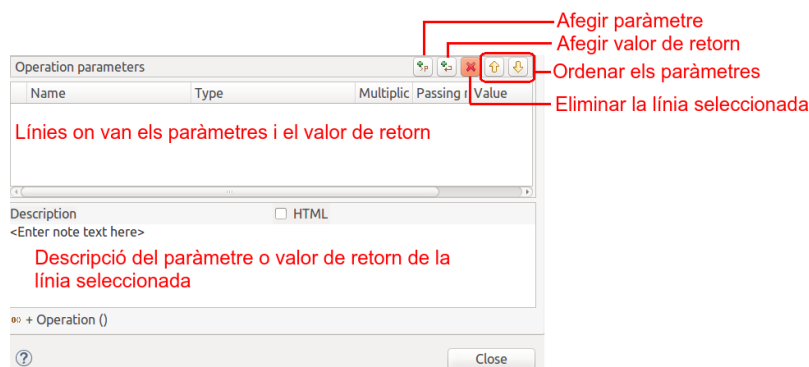 Afegir paràmetre
Afegir valor de retorn
Operation parameters
Ordenar els paràmetres
Name Type Multiplic Passing r Value
Eliminar la línia seleccionada
Línies on van els paràmetres i el valor de retorn
Description HTML
<Enter note text here>
Descripció del paràmetre o valor de retorn de la
línia seleccionada
+ Operation ()
Close